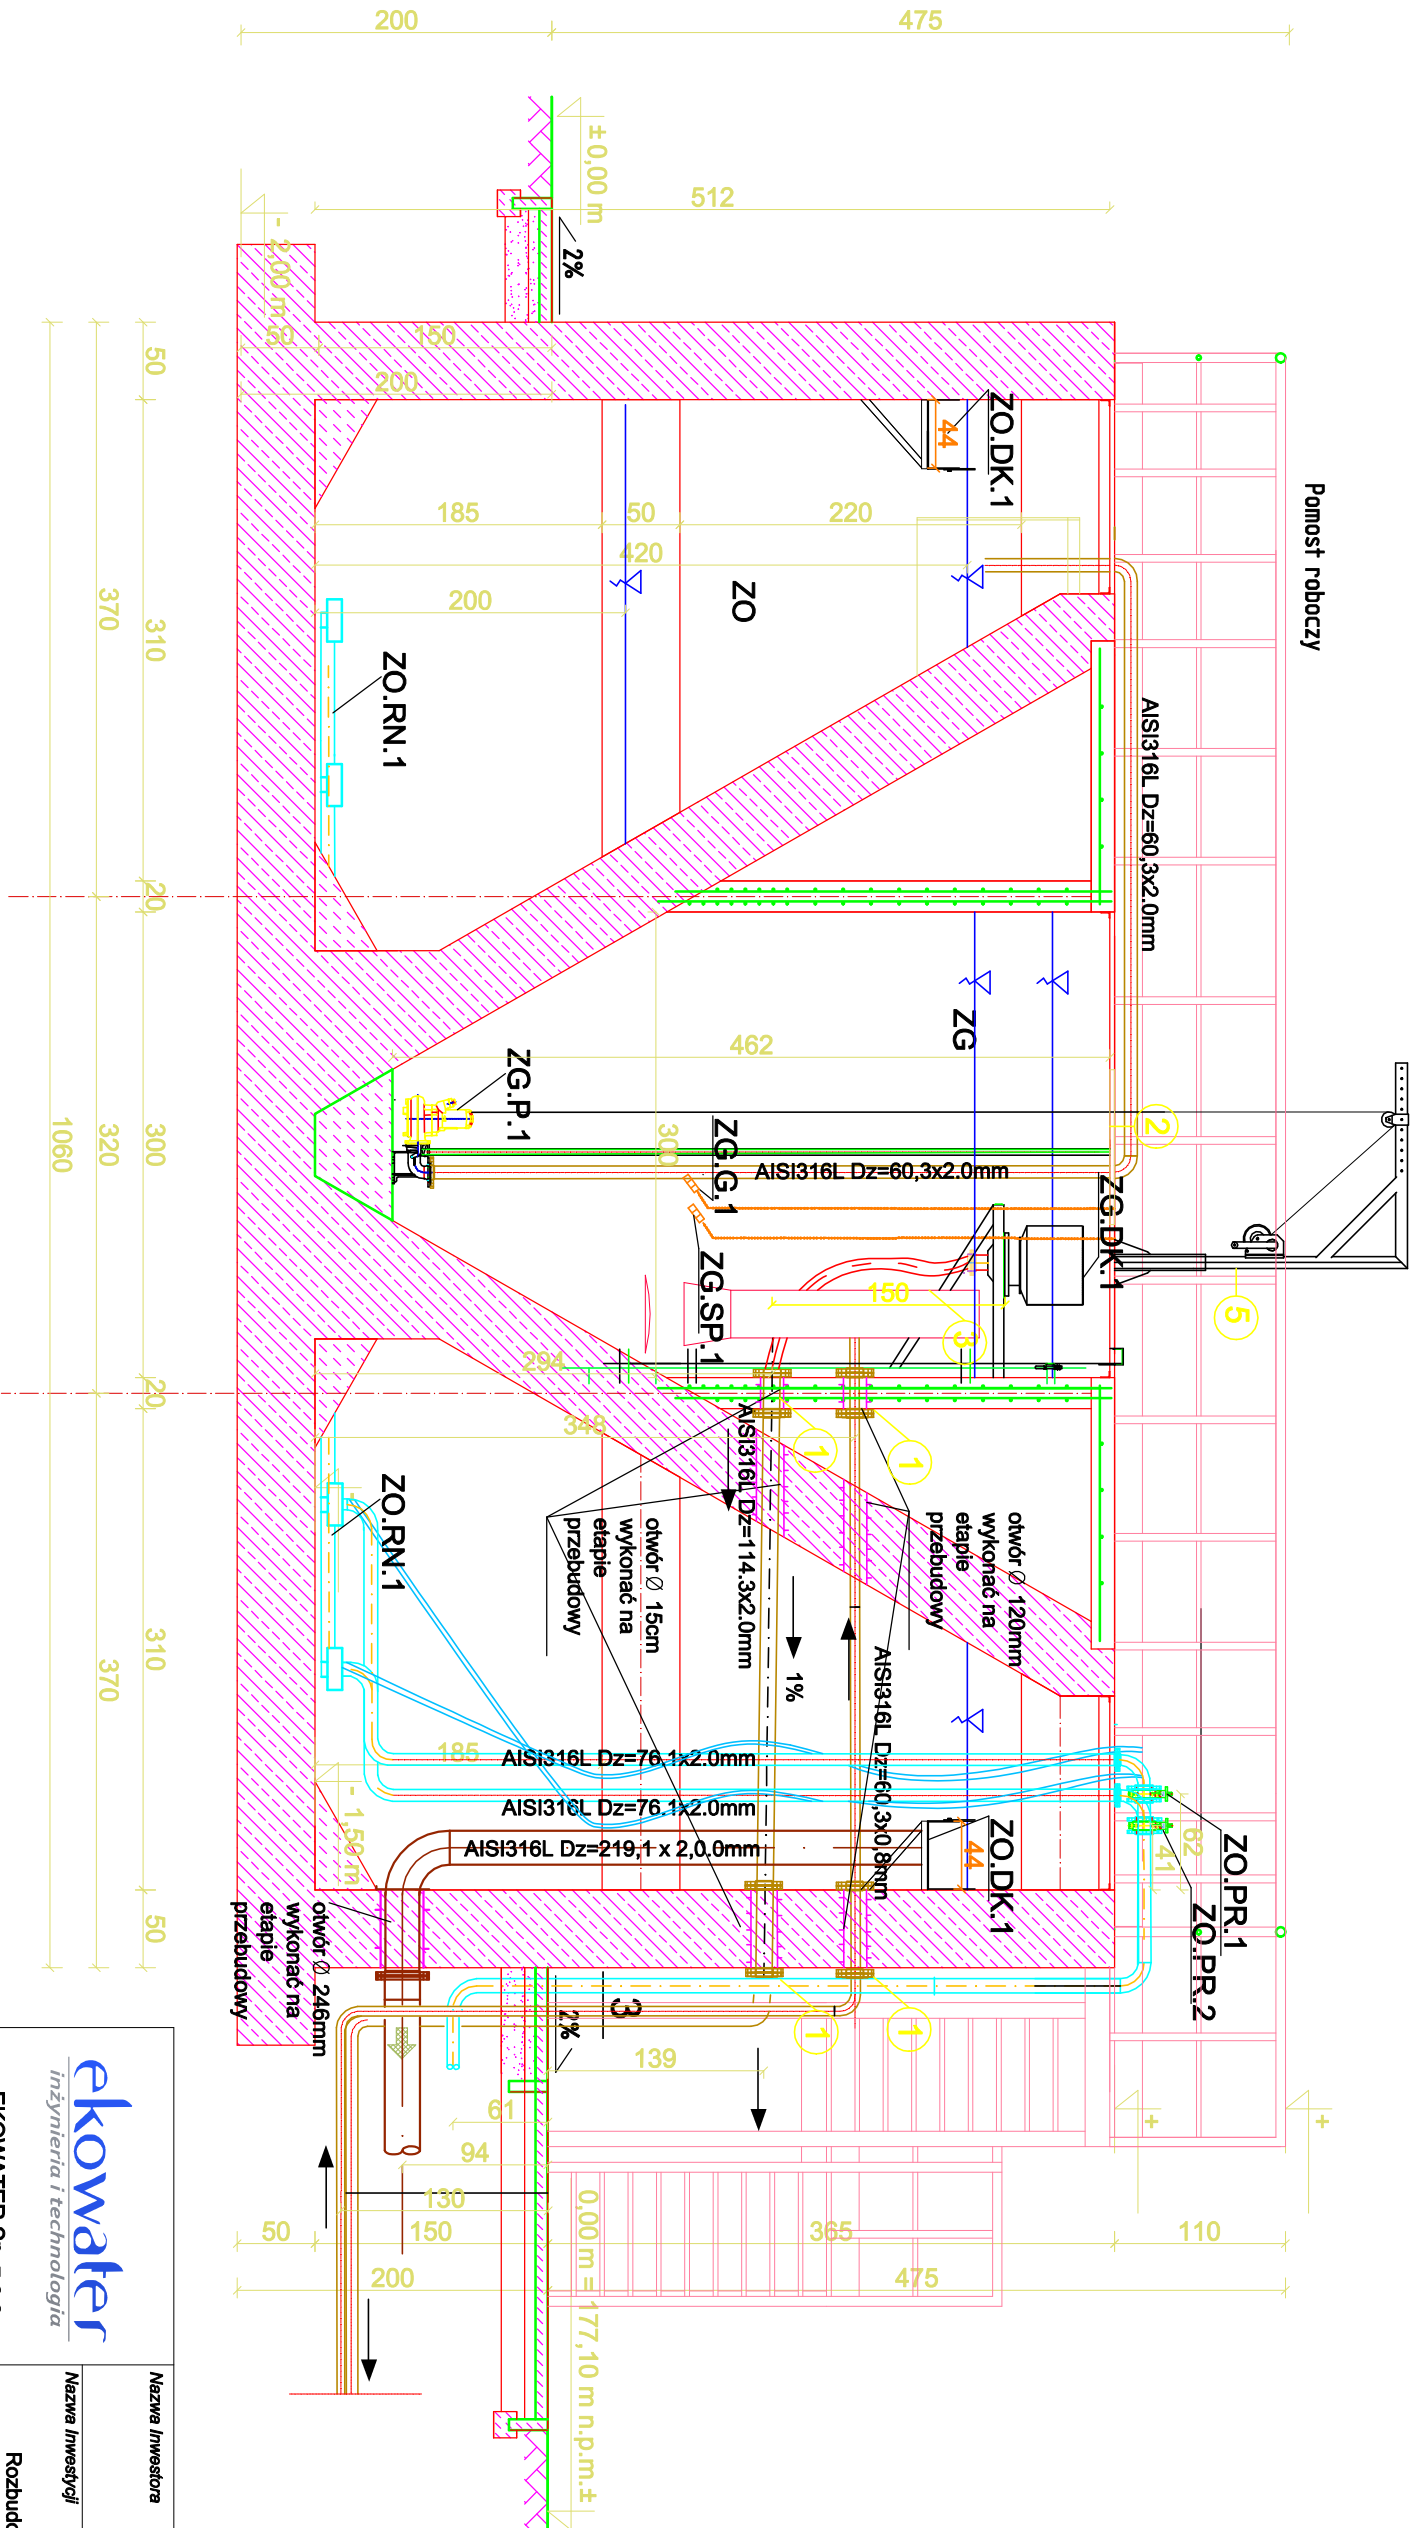 Pomost roboczy
475
200
± 0,00 m
512
2%
- 2,00 m
50
150
200
50
ZO.DK.1
44
185
50
220
420
200
ZO
370
310
ZO.RN.1
AISI316L Dz=60,3x2.0mm
20
ZG
462
ZG.P.1
2
1060
320
300
300
ZG.G.1
AISI316L Dz=60,3x2.0mm
ZG.DK.1
ZG.SP.1
150
3
5
294
20
348
1
1
AISI316L Dz=114.3x2.0mm
ZO.RN.1
otwór Ø 15cm
wykonać na
etapie
przebudowy
otwór Ø 120mm
wykonać na
etapie
przebudowy
1%
AISI316L Dz=60,3x0,8mm
370
310
185
AISI316L Dz=76,1x2.0mm
AISI316L Dz=76,1x2.0mm
AISI316L Dz=219,1 x 2,0.0mm
- 1,50 m
ZO.DK.1
44
62
41
ZO.PR.1
ZO.PR.2
50
otwór Ø 246mm
wykonać na
etapie
przebudowy
3
2%
1
1
139
61
94
130
50
150
365
110
200
475
+
+
0,00 m = 177,10 m n.p.m.±
ekowater
inżynieria i technologia
Nazwa Inwestora
Nazwa Inwestycji